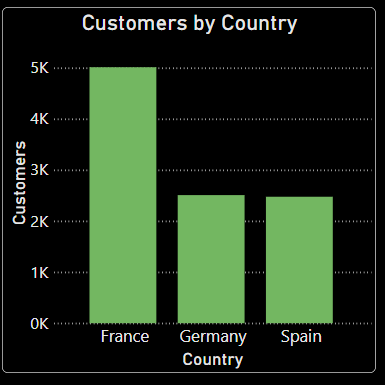 Customers by Country
5K
4K
3K
2K
1K
0K
Customers
France Germany Spain
Country